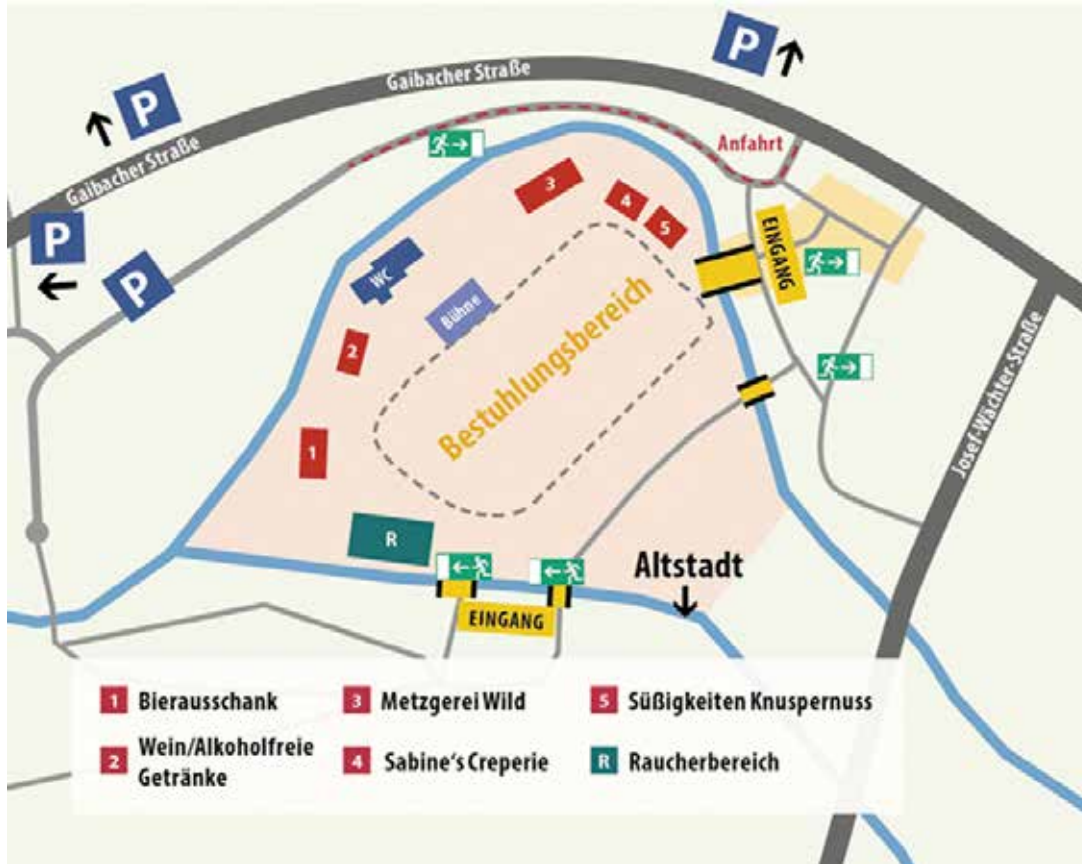 P
Gaibacher Straße
P
Gaibacher Straße
Anfahrt
P
P
3
4
5
EINGANG
WC
Bühne
Bestuhlungsbereich
2
1
Josef-Wächter-Straße
R
Altstadt
EINGANG
1 Bierausschank
2 Wein/Alkoholfreie
Getränke
3 Metzgerei Wild
4 Sabine's Creperie
5 Süßigkeiten Knuspernuss
R Raucherbereich